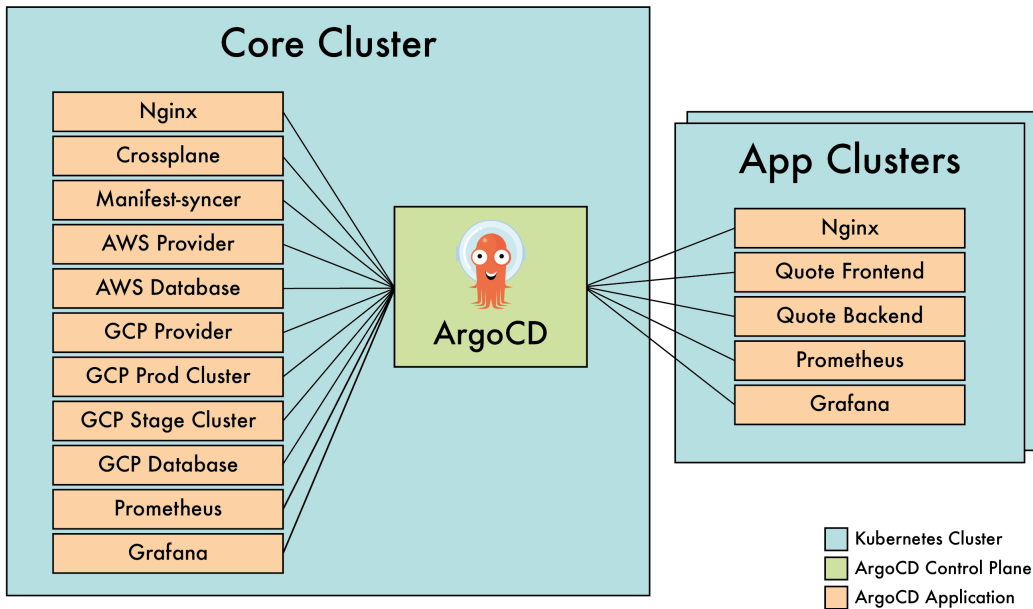 Core Cluster
Nginx
Crossplane
Manifest-syncer
AWS Provider
AWS Database
GCP Provider
GCP Prod Cluster
GCP Stage Cluster
GCP Database
Prometheus
Grafana
ArgoCD
App Clusters
Nginx
Quote Frontend
Quote Backend
Prometheus
Grafana
Kubernetes Cluster
ArgoCD Control Plane
ArgoCD Application